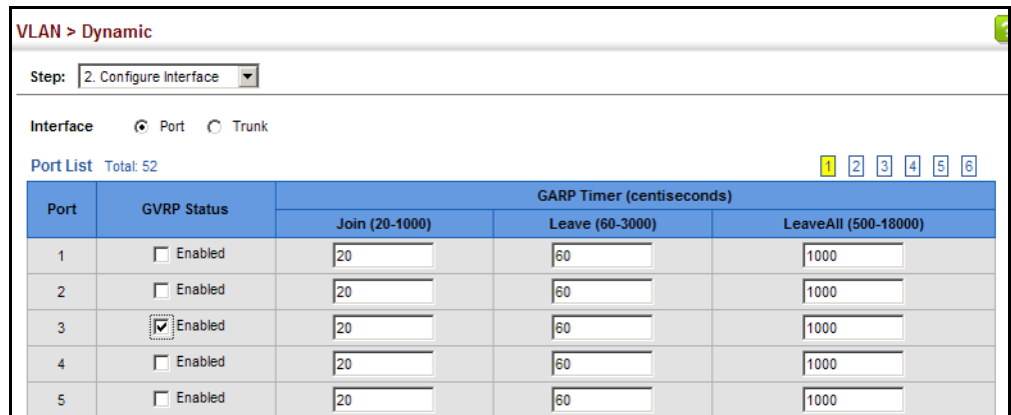 VLAN > Dynamic
?
Step: 2. Configure Interface
Interface Port Trunk
Port List Total: 52 1 2 3 4 5 6
Port GVRP Status GARP Timer (centiseconds)
Join (20-1000) Leave (60-3000) LeaveAll (500-18000)
1 Enabled 20 60 1000
2 Enabled 20 60 1000
3 Enabled 20 60 1000
4 Enabled 20 60 1000
5 Enabled 20 60 1000